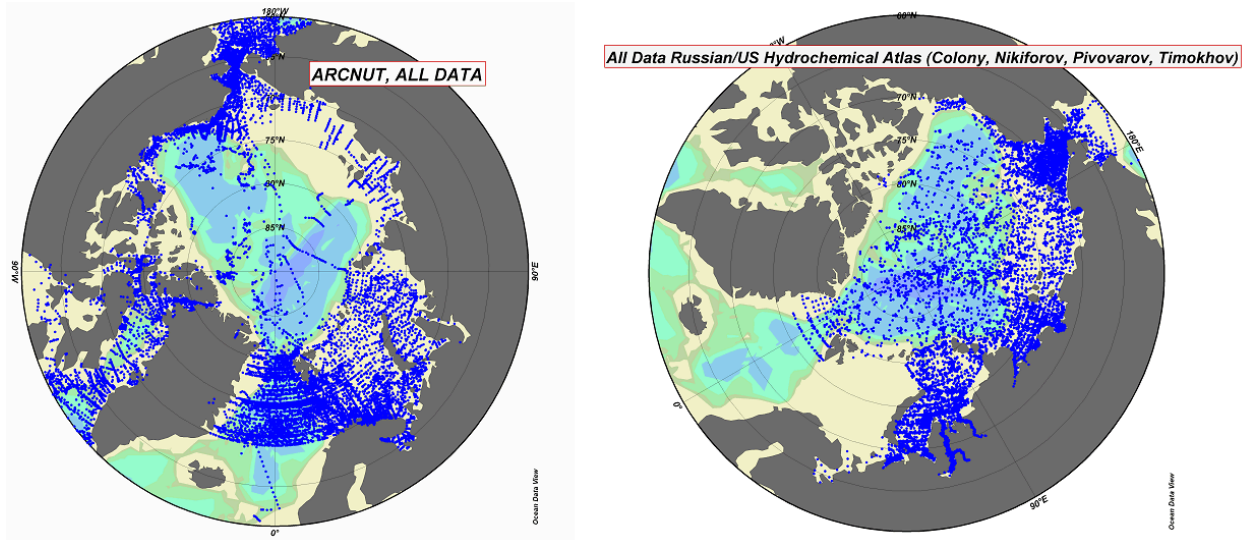 180°W
ARCNUT, ALL DATA
75°N
80°N
85°N
90°W
90°E
0°
Ocean Data View
60°N
All Data Russian/US Hydrochemical Atlas (Colony, Nikiforov, Pivovarov, Timokhov)
70°N
180°E
80°N
85°N
0°
90°E
Ocean Data View